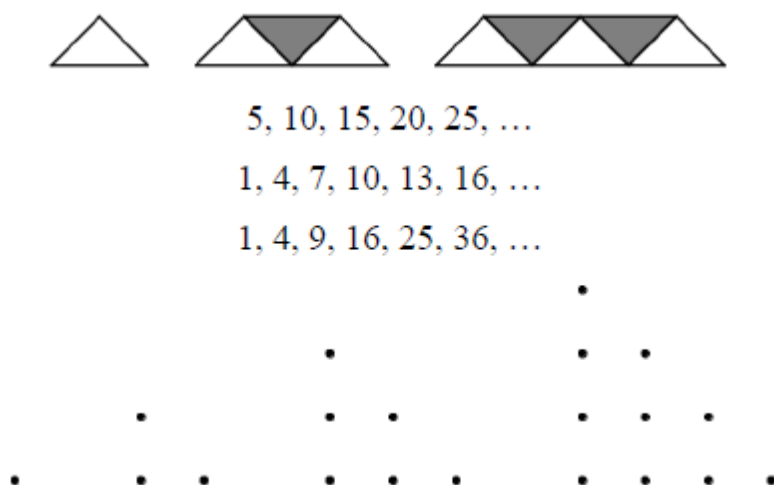 5, 10, 15, 20, 25, …
1, 4, 7, 10, 13, 16, …
1, 4, 9, 16, 25, 36, …